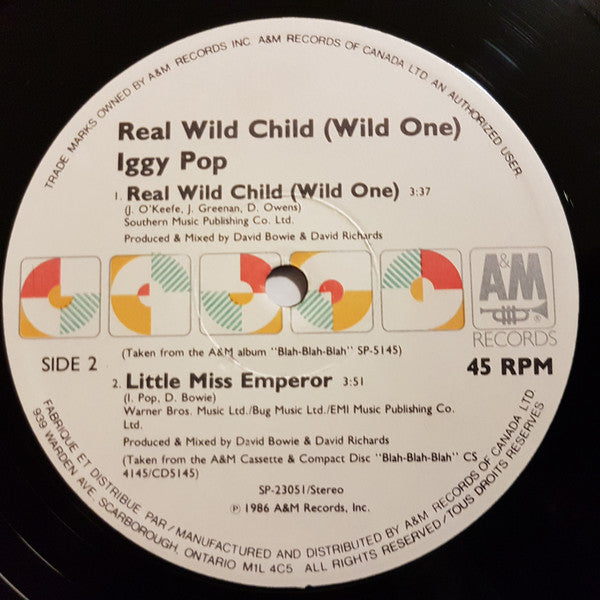 TRADE MARKS OWNED BY A&M RECORDS INC. A&M RECORDS OF CANADA LTD. AN AUTHORIZED USER.
Real Wild Child (Wild One)
Iggy Pop
1. Real Wild Child (Wild One) 3:37
(J. O'Keefe, J. Greenan, D. Owens)
Southern Music Publishing Co. Ltd.
Produced & Mixed by David Bowie & David Richards
A&M
RECORDS
SIDE 2
(Taken from the A&M album "Blah-Blah-Blah" SP-5145)
45 RPM
2. Little Miss Emperor 3:51
(I. Pop, D. Bowie)
Warner Bros. Music Ltd./Bug Music Ltd./EMI Music Publishing Co.
Ltd.
Produced & Mixed by David Bowie & David Richards
(Taken from the A&M Cassette & Compact Disc "Blah-Blah-Blah" CS
4145/CD5145)
SP-23051/Stereo
℗ 1986 A&M Records, Inc.
FABRIQUE ET DISTRIBUE PAR / MANUFACTURED AND DISTRIBUTED BY A&M RECORDS OF CANADA LTD
939 WARDEN AVE. SCARBOROUGH, ONTARIO M1L 4C5 ALL RIGHTS RESERVED/TOUS DROITS RESERVES